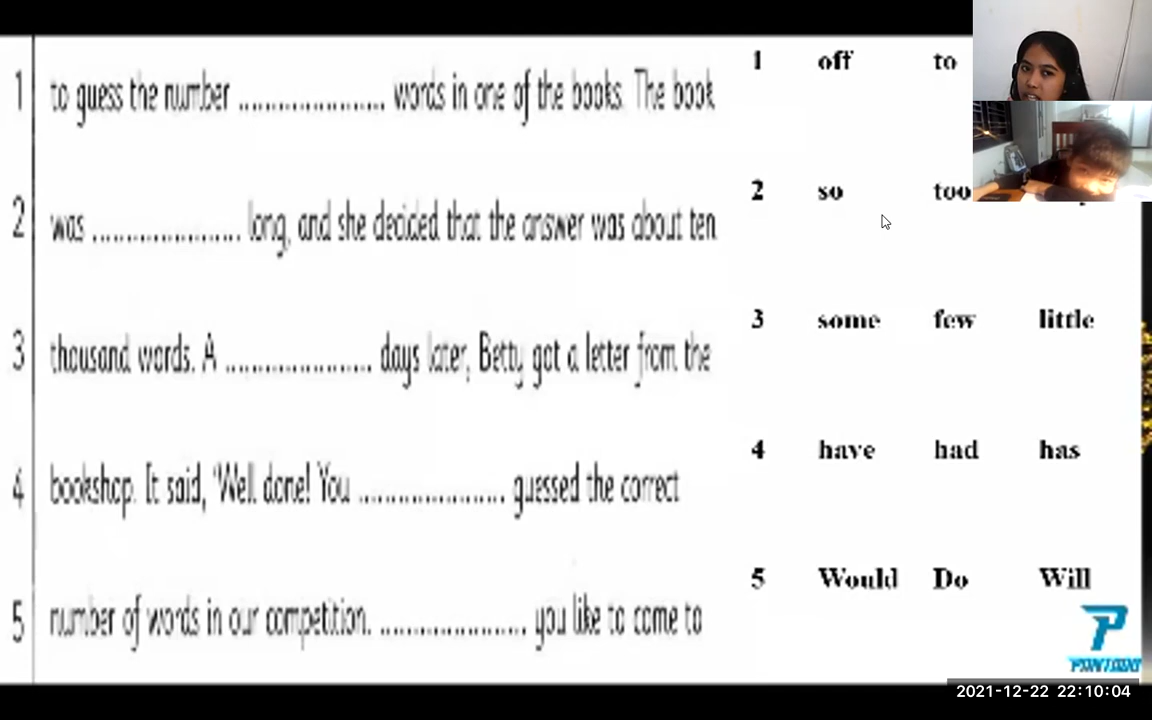 1 to guess the number ...................... words in one of the books. The book
2 was ...................... long, and she decided that the answer was about ten
3 thousand words. A ...................... days later, Betty got a letter from the
4 bookshop. It said, 'Well done! You ...................... guessed the correct
5 number of words in our competition. ...................... you like to come to
1 off to
2 so too
3 some few little
4 have had has
5 Would Do Will
2021-12-22 22:10:04